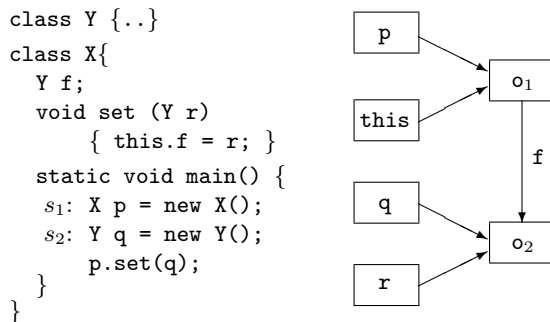 class Y {..}
class X{
Y f;
void set (Y r)
{ this.f = r; }
static void main() {
s₁: X p = new X();
s₂: Y q = new Y();
p.set(q);
}
}
p
o₁
this
f
q
o₂
r